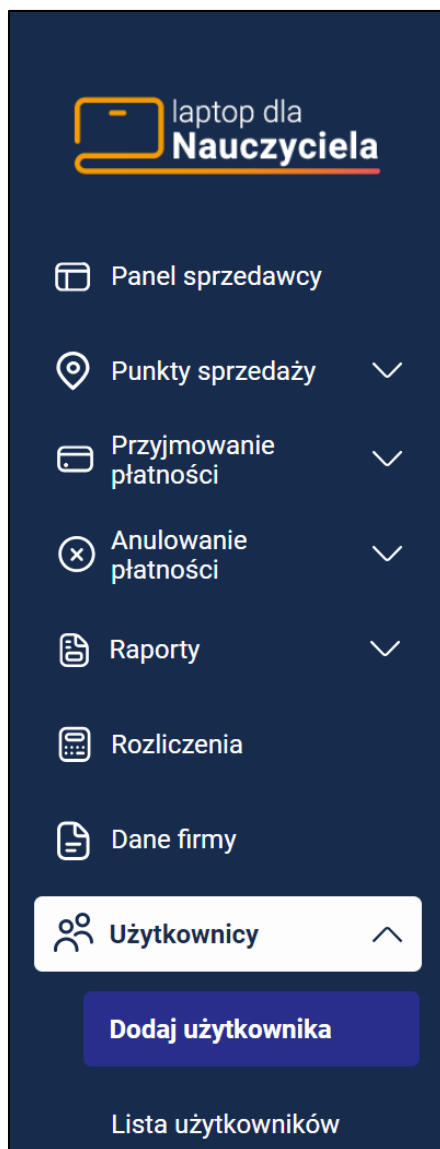 laptop dla
Nauczyciela
Panel sprzedawcy
Punkty sprzedaży
Przyjmowanie
płatności
Anulowanie
płatności
Raporty
Rozliczenia
Dane firmy
Użytkownicy
Dodaj użytkownika
Lista użytkowników